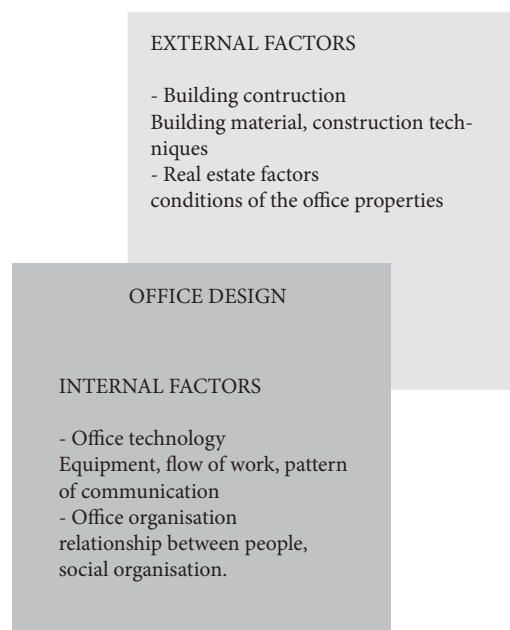 EXTERNAL FACTORS
- Building contruction
Building material, construction tech-
niques
- Real estate factors
conditions of the office properties
OFFICE DESIGN
INTERNAL FACTORS
- Office technology
Equipment, flow of work, pattern
of communication
- Office organisation
relationship between people,
social organisation.